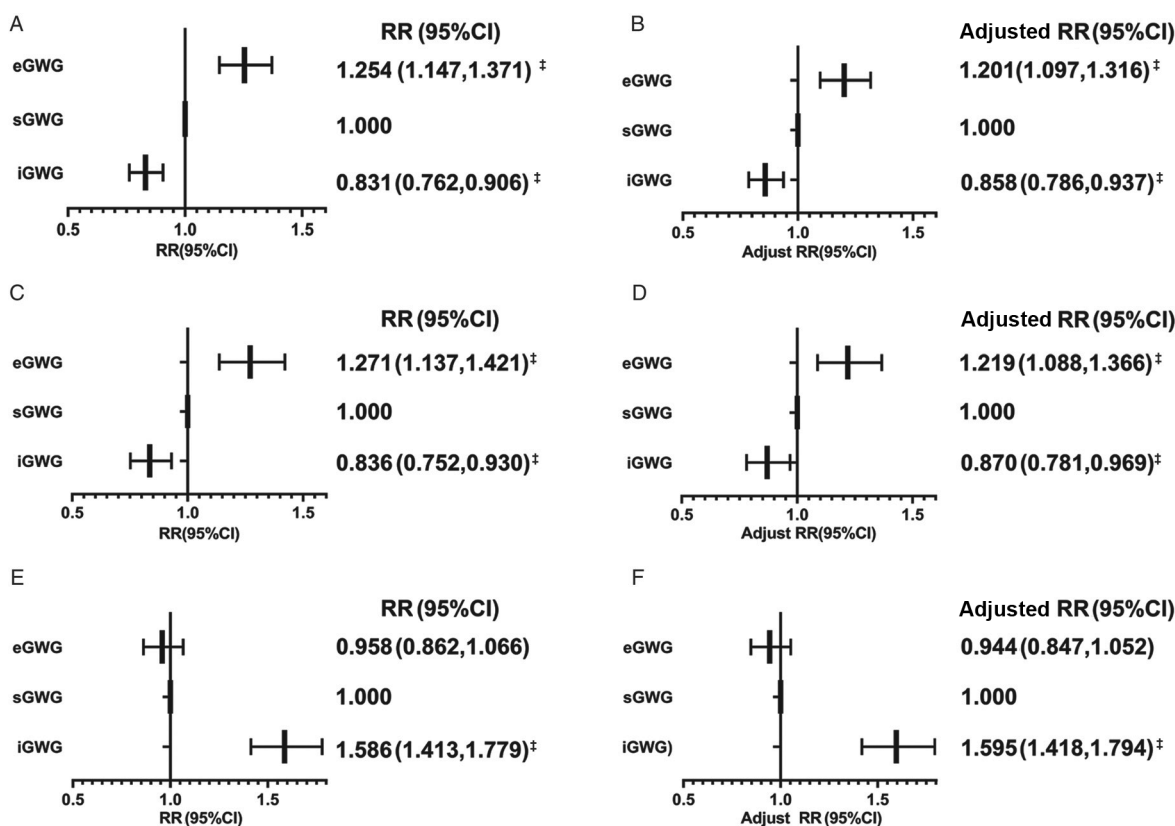 A
RR (95%CI)
eGWG
1.254 (1.147,1.371) ‡
sGWG
1.000
iGWG
0.831 (0.762,0.906) ‡
0.5 1.0 1.5
RR(95%CI)
B
Adjusted RR (95%CI)
eGWG
1.201(1.097,1.316) ‡
sGWG
1.000
iGWG
0.858 (0.786,0.937) ‡
0.5 1.0 1.5
Adjust RR(95%CI)
C
RR (95%CI)
eGWG
1.271 (1.137,1.421) ‡
sGWG
1.000
iGWG
0.836 (0.752,0.930) ‡
0.5 1.0 1.5
RR(95%CI)
D
Adjusted RR (95%CI)
eGWG
1.219 (1.088,1.366) ‡
sGWG
1.000
iGWG
0.870 (0.781,0.969) ‡
0.5 1.0 1.5
Adjust RR(95%CI)
E
RR (95%CI)
eGWG
0.958 (0.862,1.066)
sGWG
1.000
iGWG
1.586 (1.413,1.779) ‡
0.5 1.0 1.5
RR (95%CI)
F
Adjusted RR (95%CI)
eGWG
0.944 (0.847,1.052)
sGWG
1.000
iGWG)
1.595 (1.418,1.794) ‡
0.5 1.0 1.5
Adjust RR (95%CI)